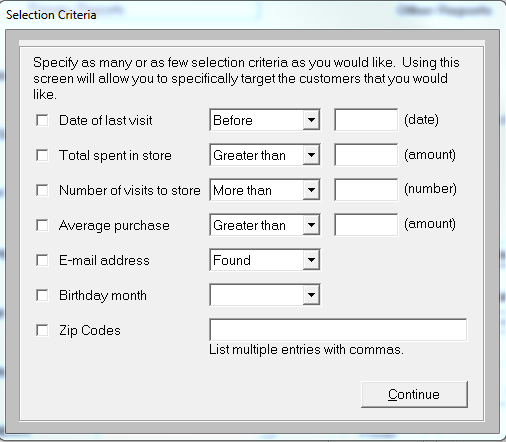 Selection Criteria
Specify as many or as few selection criteria as you would like. Using this
screen will allow you to specifically target the customers that you would
like.
Date of last visit Before (date)
Total spent in store Greater than (amount)
Number of visits to store More than (number)
Average purchase Greater than (amount)
E-mail address Found
Birthday month
Zip Codes
List multiple entries with commas.
Continue